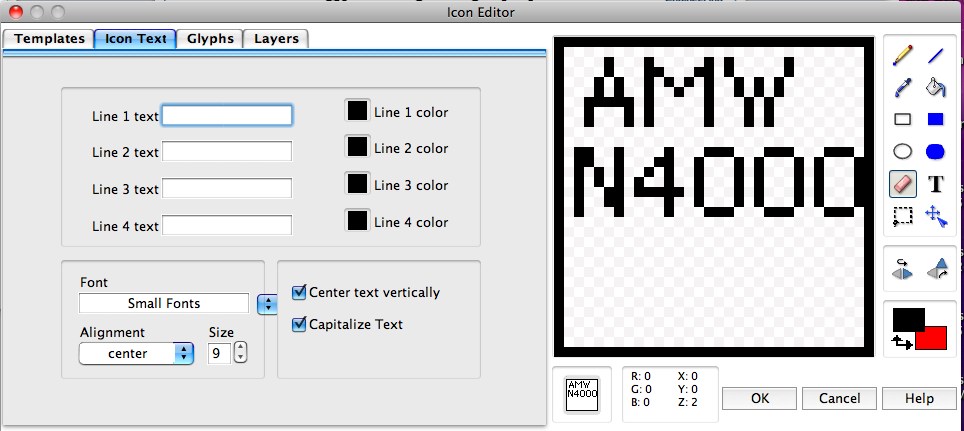 Icon Editor
Templates Icon Text Glyphs Layers
Line 1 text Line 1 color
Line 2 text Line 2 color
Line 3 text Line 3 color
Line 4 text Line 4 color
Font
Small Fonts
Alignment Size
center 9
Center text vertically
Capitalize Text
AMW
N4000
T
AMW
N4000
R: 0 X: 0
G: 0 Y: 0
B: 0 Z: 2
OK Cancel Help